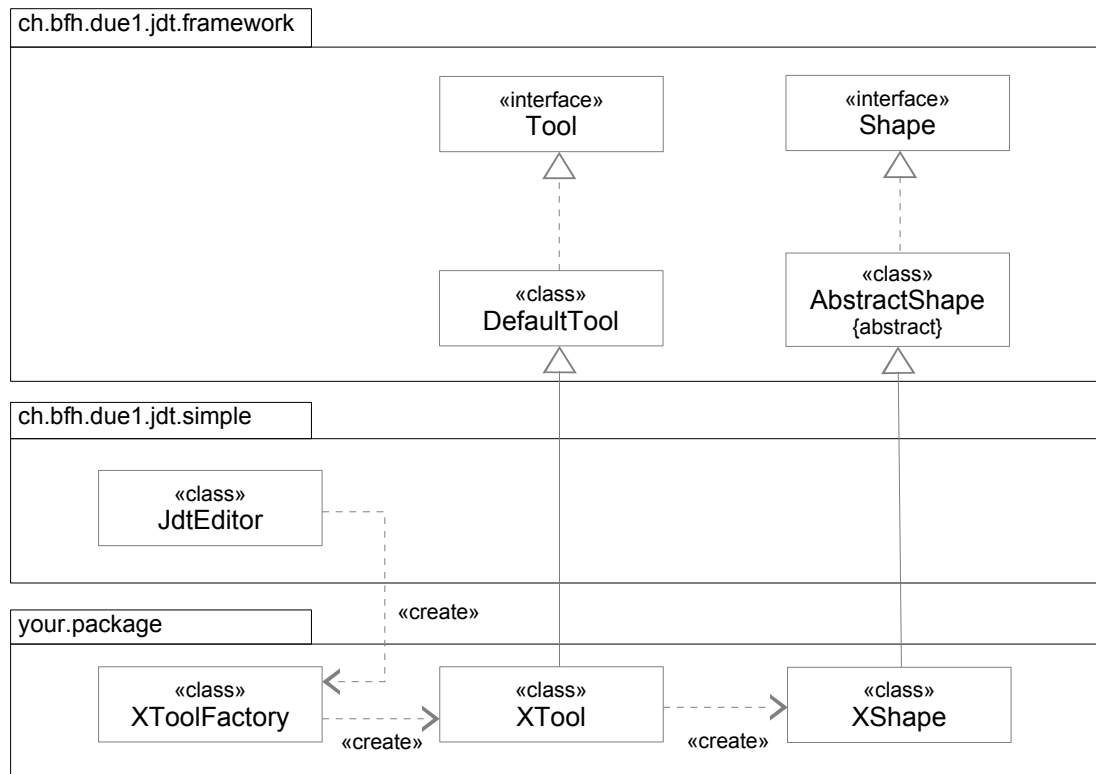 ch.bfh.due1.jdt.framework
«interface»
Tool
«interface»
Shape
«class»
DefaultTool
«class»
AbstractShape
{abstract}
ch.bfh.due1.jdt.simple
«class»
JdtEditor
your.package
«create»
«class»
XToolFactory
«create»
«class»
XTool
«create»
«class»
XShape